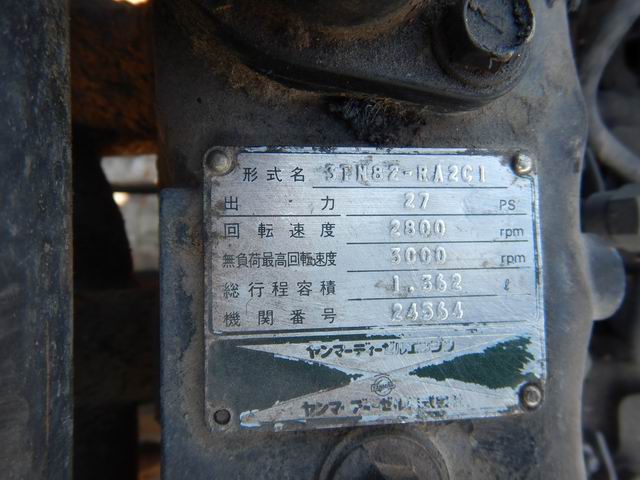 形式名 3TN82-RA2C1
出力 27 PS
回転速度 2800 rpm
無負荷最高回転速度 3000 rpm
総行程容積 1.362 ℓ
機関番号 24364
ヤンマーディーゼルエンジン
ヤンマーディーゼル株式会社